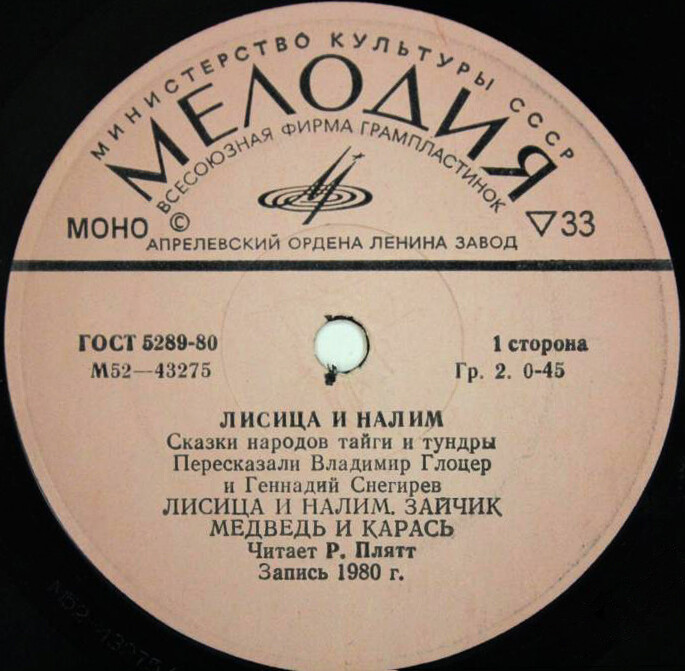 МИНИСТЕРСТВО КУЛЬТУРЫ СССР
МЕЛОДИЯ
ВСЕСОЮЗНАЯ ФИРМА ГРАМПЛАСТИНОК
МОНО © ▽33
АПРЕЛЕВСКИЙ ОРДЕНА ЛЕНИНА ЗАВОД
ГОСТ 5289-80 1 сторона
М52—43275 Гр. 2. 0-45
ЛИСИЦА И НАЛИМ
Сказки народов тайги и тундры
Пересказали Владимир Глоцер
и Геннадий Снегирев
ЛИСИЦА И НАЛИМ. ЗАЙЧИК
МЕДВЕДЬ И КАРАСЬ
Читает Р. Плятт
Запись 1980 г.